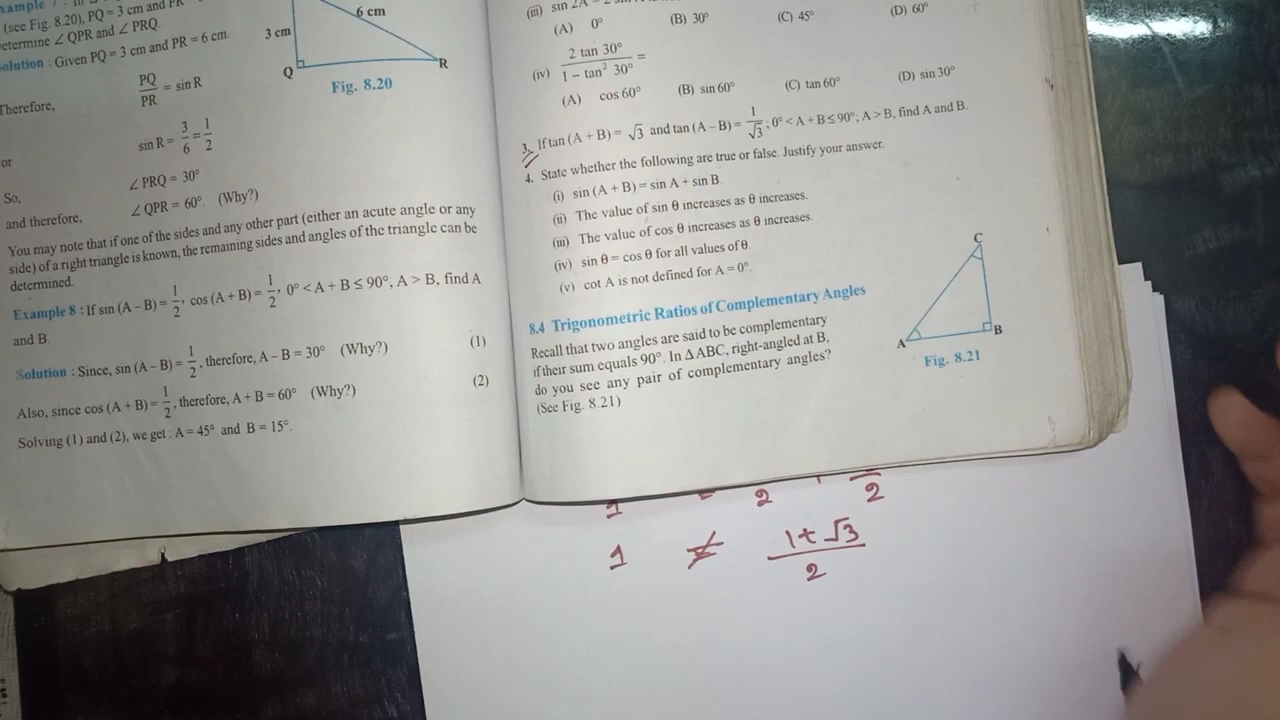 (see Fig. 8.20), PQ = 3 cm and PR
Determine ∠ QPR and ∠ PRQ.
Solution : Given PQ = 3 cm and PR = 6 cm.
3 cm
6 cm
Q
R
Fig. 8.20
Therefore,
PQ/PR = sin R
or
sin R = 3/6 = 1/2
So,
∠ PRQ = 30°
and therefore,
∠ QPR = 60°. (Why?)
You may note that if one of the sides and any other part (either an acute angle or any
side) of a right triangle is known, the remaining sides and angles of the triangle can be
determined.
Example 8 : If sin (A – B) = 1/2, cos (A + B) = 1/2, 0° < A + B ≤ 90°, A > B, find A
and B.
Solution : Since, sin (A – B) = 1/2, therefore, A – B = 30° (Why?) (1)
Also, since cos (A + B) = 1/2, therefore, A + B = 60° (Why?) (2)
Solving (1) and (2), we get : A = 45° and B = 15°.
(iii) sin 2A
(A) 0° (B) 30° (C) 45° (D) 60°
(iv) 2 tan 30° / 1 – tan² 30° =
(A) cos 60° (B) sin 60° (C) tan 60° (D) sin 30°
3. If tan (A + B) = √3 and tan (A – B) = 1/√3; 0° < A + B ≤ 90°; A > B, find A and B.
4. State whether the following are true or false. Justify your answer.
(i) sin (A + B) = sin A + sin B.
(ii) The value of sin θ increases as θ increases.
(iii) The value of cos θ increases as θ increases.
(iv) sin θ = cos θ for all values of θ.
(v) cot A is not defined for A = 0°.
8.4 Trigonometric Ratios of Complementary Angles
Recall that two angles are said to be complementary
if their sum equals 90°. In Δ ABC, right-angled at B,
do you see any pair of complementary angles?
(See Fig. 8.21)
C
A
B
Fig. 8.21
1 = 2 + 2
1 ≠ 1+√3/2